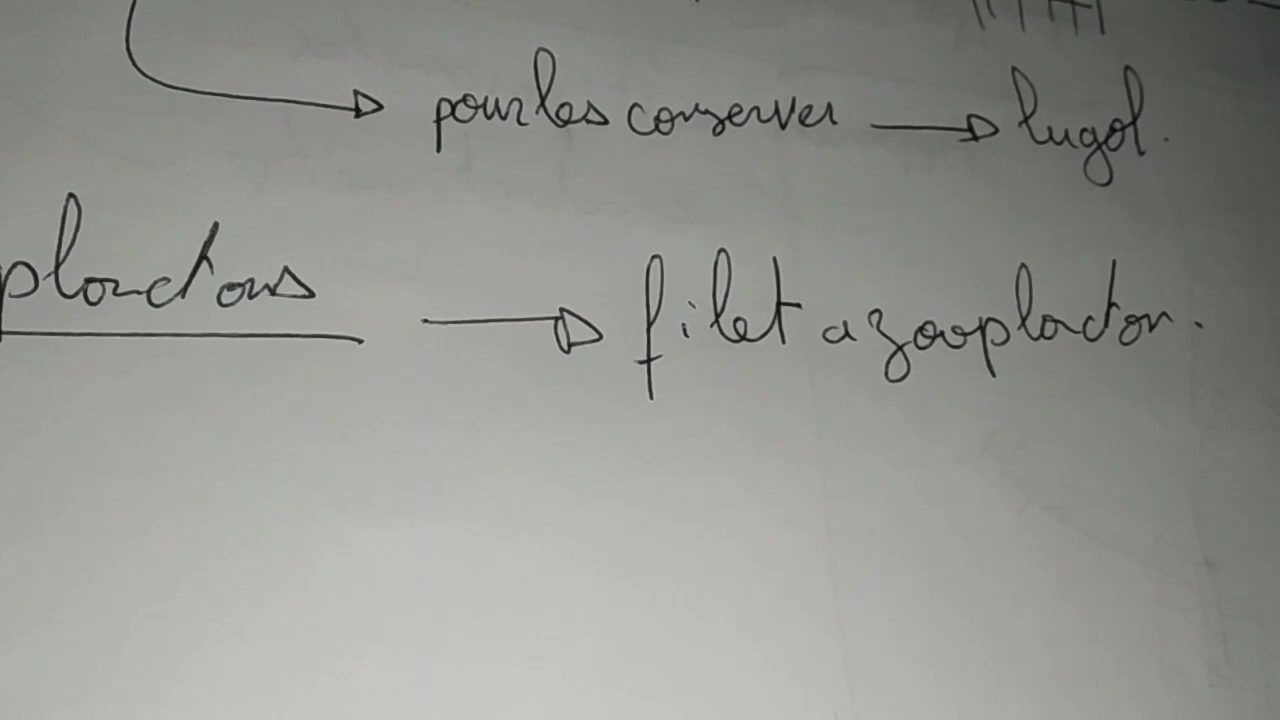 pour les conserver → lugol.
planctons → filet a zooplancton.